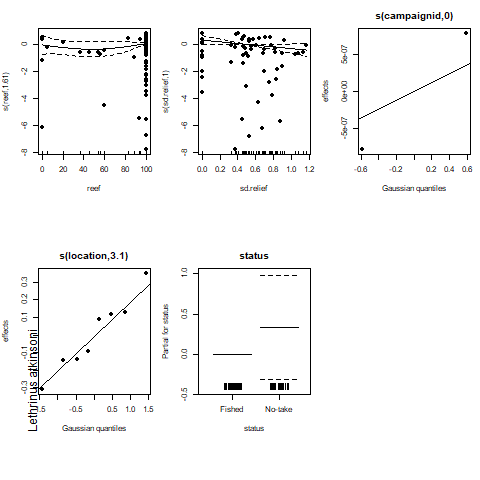 s(campaignid,0)
s(reef,1.61)
0
-2
-4
-6
-8
0 20 40 60 80 100
reef
s(sd.relief,1)
0
-2
-4
-6
-8
0.0 0.2 0.4 0.6 0.8 1.0 1.2
sd.relief
effects
5e-07
0e+00
-5e-07
-0.6 -0.2 0.2 0.6
Gaussian quantiles
s(location,3.1)
effects
0.3
0.1
-0.1
-0.3
-0.5 0.5 1.5
Gaussian quantiles
Lethrinus atkinsoni
status
Partial for status
1.0
0.5
0.0
-0.5
Fished No-take
status